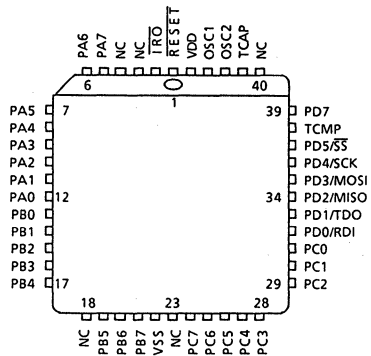 PA6 PA7 NC NC IRQ RESET VDD OSC1 OSC2 TCAP NC
6 1 40
PA5 7 39 PD7
PA4 TCMP
PA3 PD5/SS
PA2 PD4/SCK
PA1 PD3/MOSI
PA0 12 34 PD2/MISO
PB0 PD1/TDO
PB1 PD0/RDI
PB2 PC0
PB3 PC1
PB4 17 29 PC2
18 23 28
NC PB5 PB6 PB7 VSS NC PC7 PC6 PC5 PC4 PC3